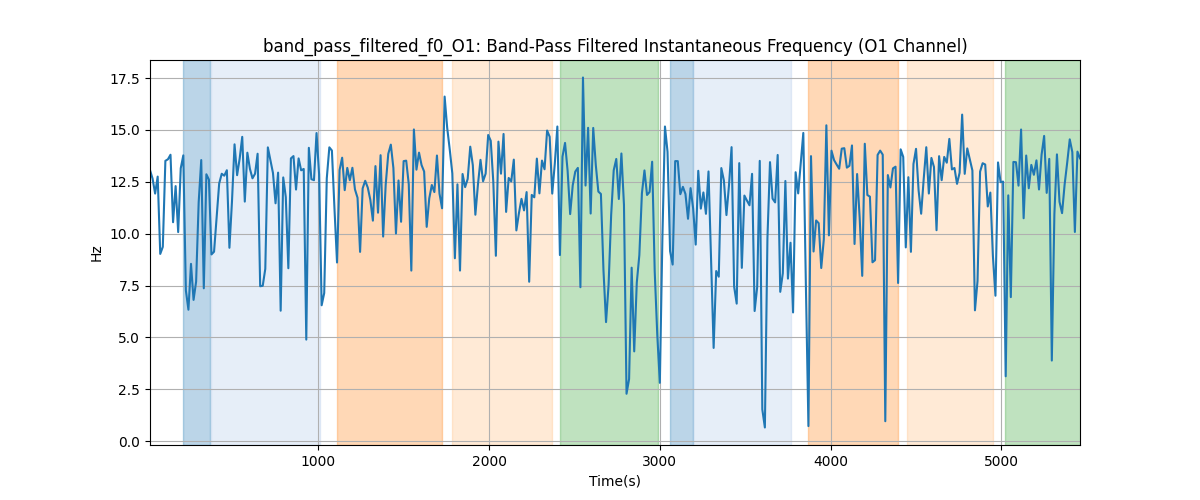 band_pass_filtered_f0_O1: Band-Pass Filtered Instantaneous Frequency (O1 Channel)
17.5
15.0
12.5
10.0
7.5
5.0
2.5
0.0
Hz
1000 2000 3000 4000 5000
Time(s)